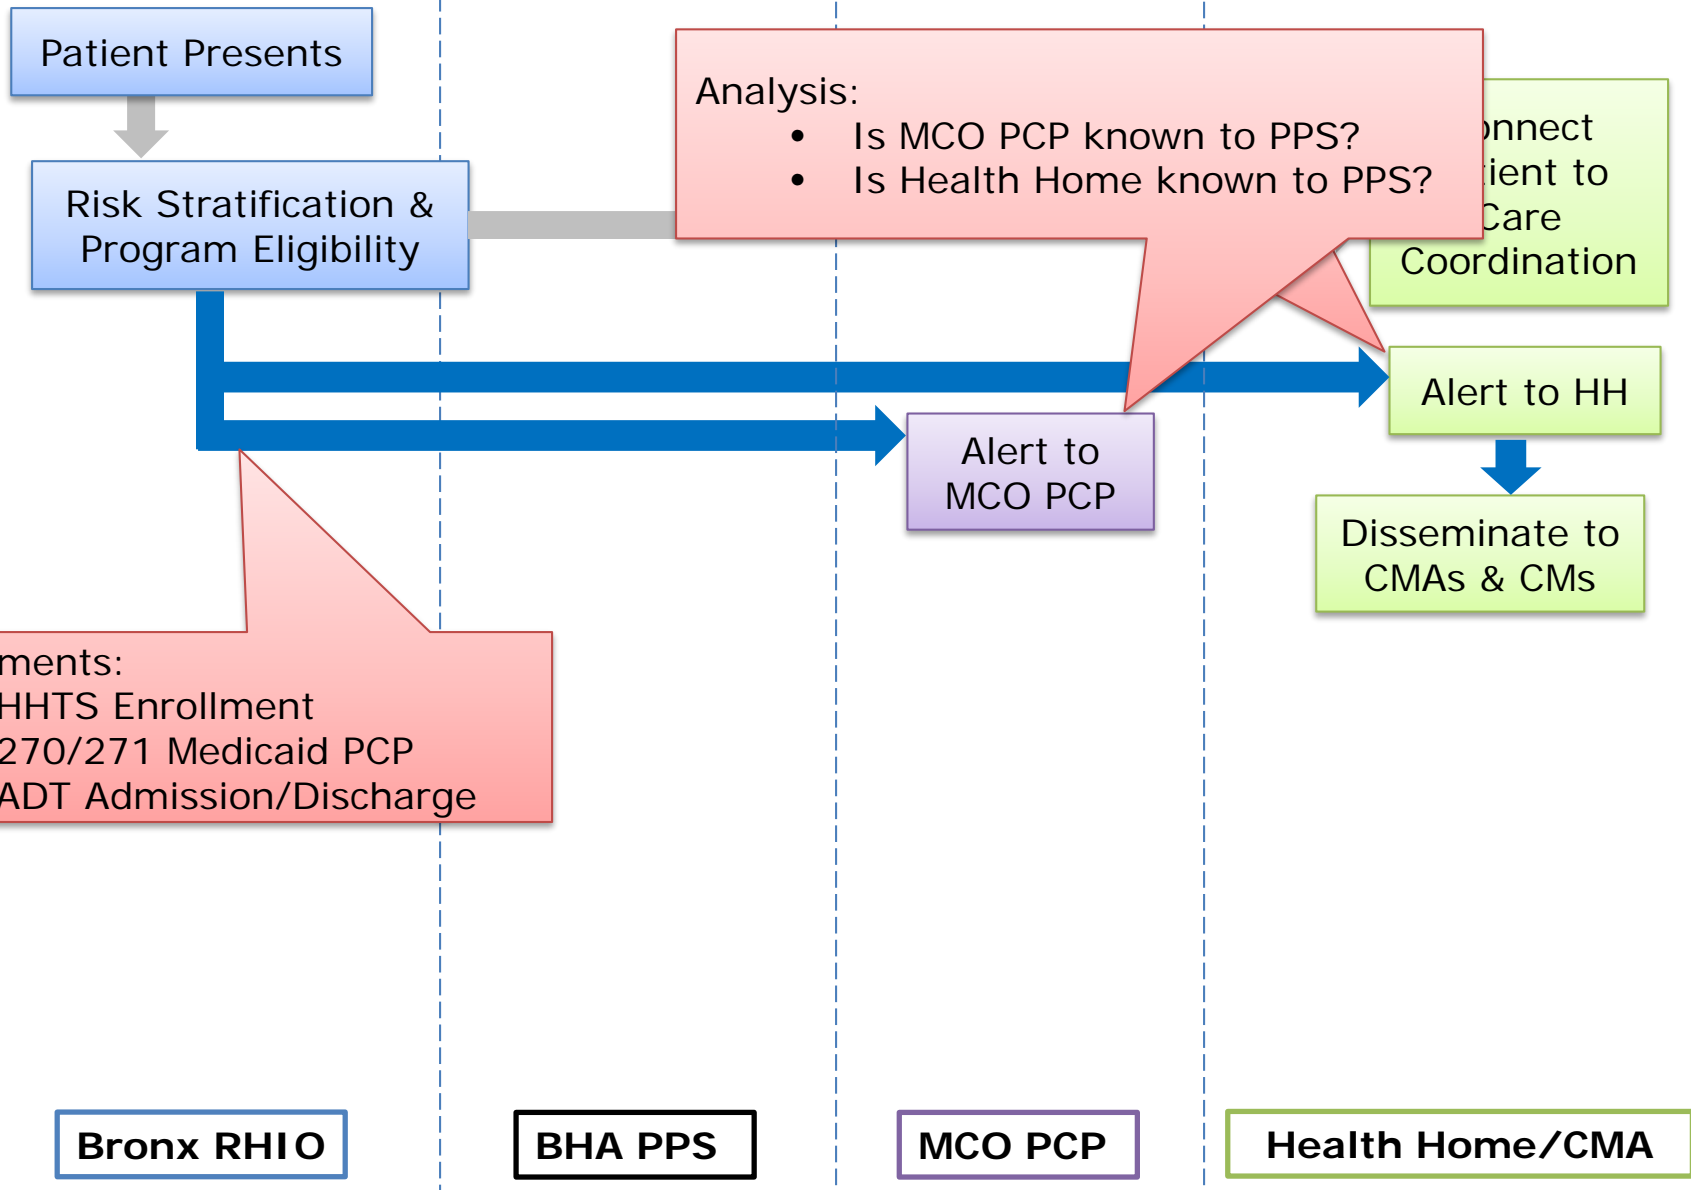 Patient Presents
Risk Stratification &
Program Eligibility
Analysis:
• Is MCO PCP known to PPS?
• Is Health Home known to PPS?
Care
Coordination
Alert to HH
Alert to
MCO PCP
Disseminate to
CMAs & CMs
ments:
HHTS Enrollment
270/271 Medicaid PCP
ADT Admission/Discharge
Bronx RHIO
BHA PPS
MCO PCP
Health Home/CMA